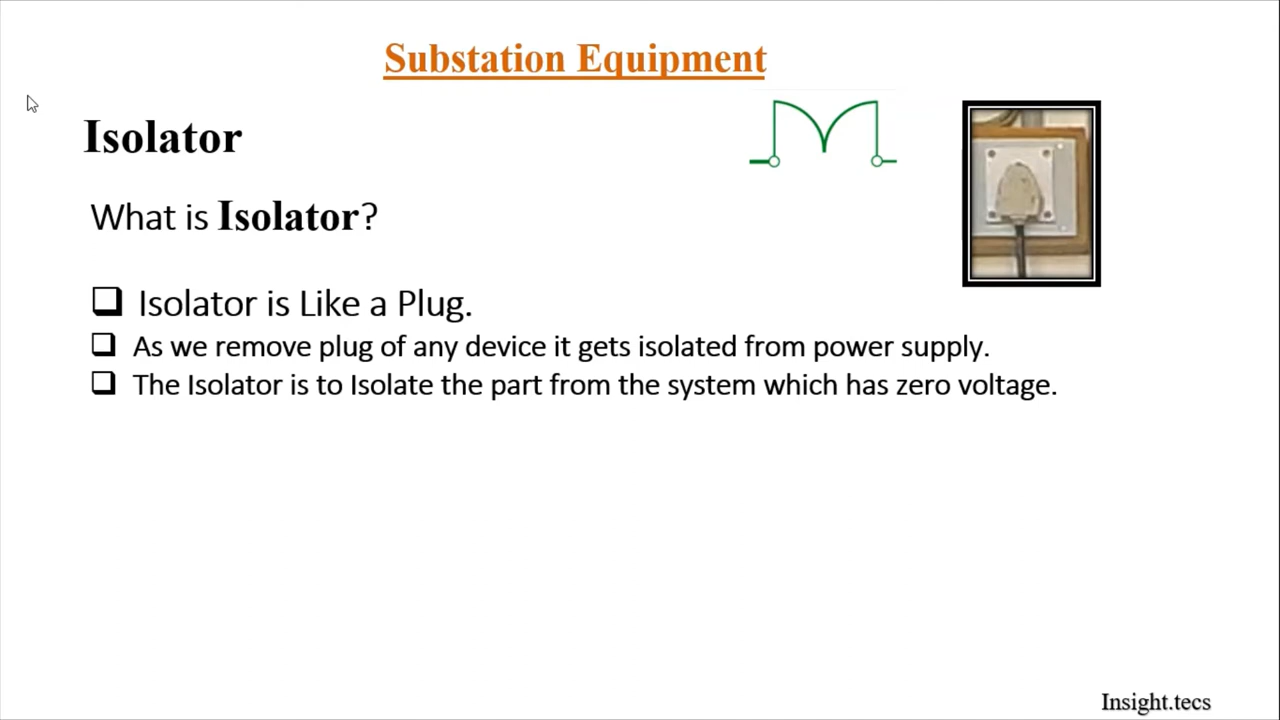 Substation Equipment
Isolator
What is Isolator?
Isolator is Like a Plug.
As we remove plug of any device it gets isolated from power supply.
The Isolator is to Isolate the part from the system which has zero voltage.
Insight.tecs